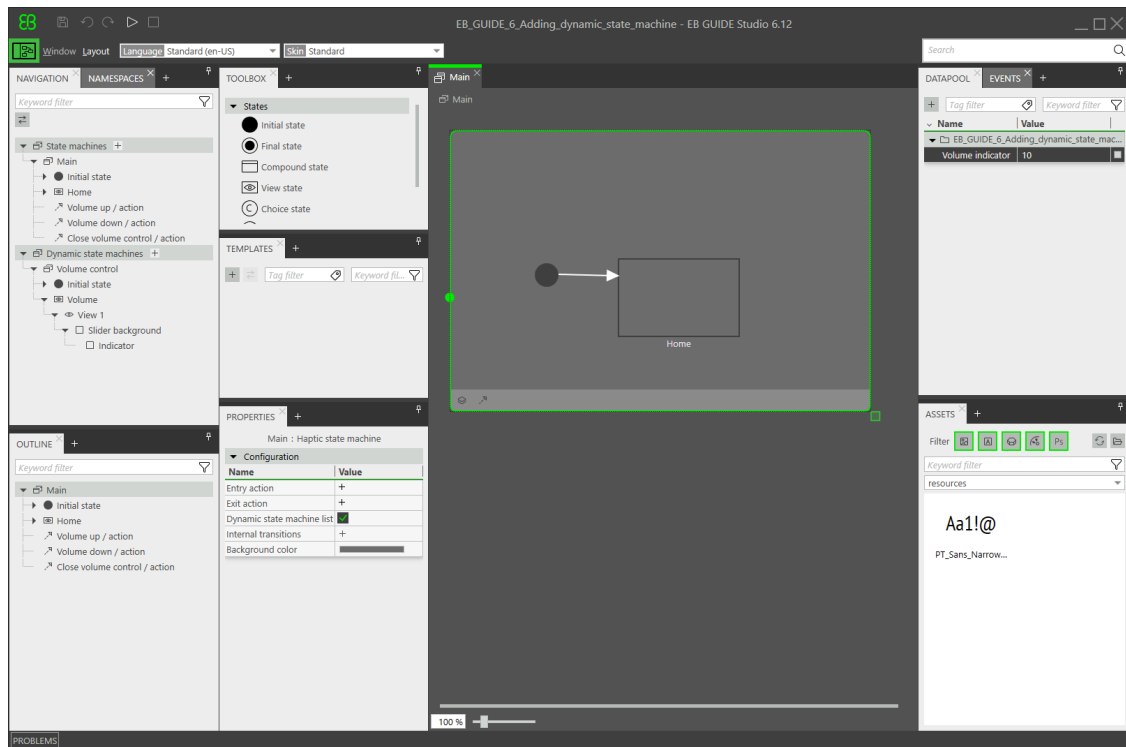 EB_GUIDE_6_Adding_dynamic_state_machine - EB GUIDE Studio 6.12
Window Layout Language Standard (en-US) Skin Standard
Search
NAVIGATION NAMESPACES +
Keyword filter
State machines +
Main
Initial state
Home
Volume up / action
Volume down / action
Close volume control / action
Dynamic state machines +
Volume control
Initial state
Volume
View 1
Slider background
Indicator
OUTLINE +
Keyword filter
Main
Initial state
Home
Volume up / action
Volume down / action
Close volume control / action
TOOLBOX +
States
Initial state
Final state
Compound state
View state
C Choice state
TEMPLATES +
+ Tag filter Keyword fil...
PROPERTIES +
Main : Haptic state machine
Configuration
Name Value
Entry action +
Exit action +
Dynamic state machine list
Internal transitions +
Background color
Main
Main
Home
100 %
DATAPOOL EVENTS +
+ Tag filter Keyword filter
Name Value
EB_GUIDE_6_Adding_dynamic_state_mac...
Volume indicator 10
ASSETS +
Filter A Ps
Keyword filter
resources
Aa1!@
PT_Sans_Narrow...
PROBLEMS